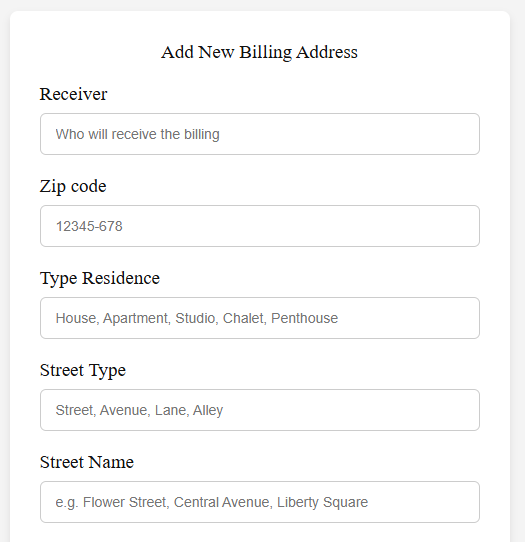 Add New Billing Address
Receiver
Who will receive the billing
Zip code
12345-678
Type Residence
House, Apartment, Studio, Chalet, Penthouse
Street Type
Street, Avenue, Lane, Alley
Street Name
e.g. Flower Street, Central Avenue, Liberty Square